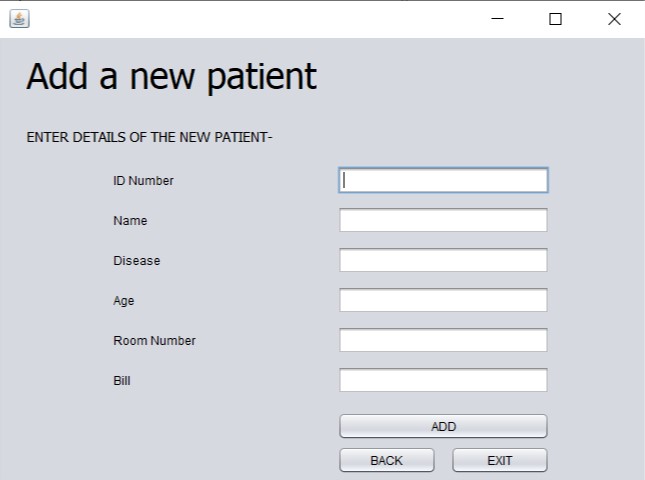 Add a new patient
ENTER DETAILS OF THE NEW PATIENT-
ID Number
Name
Disease
Age
Room Number
Bill
ADD
BACK EXIT